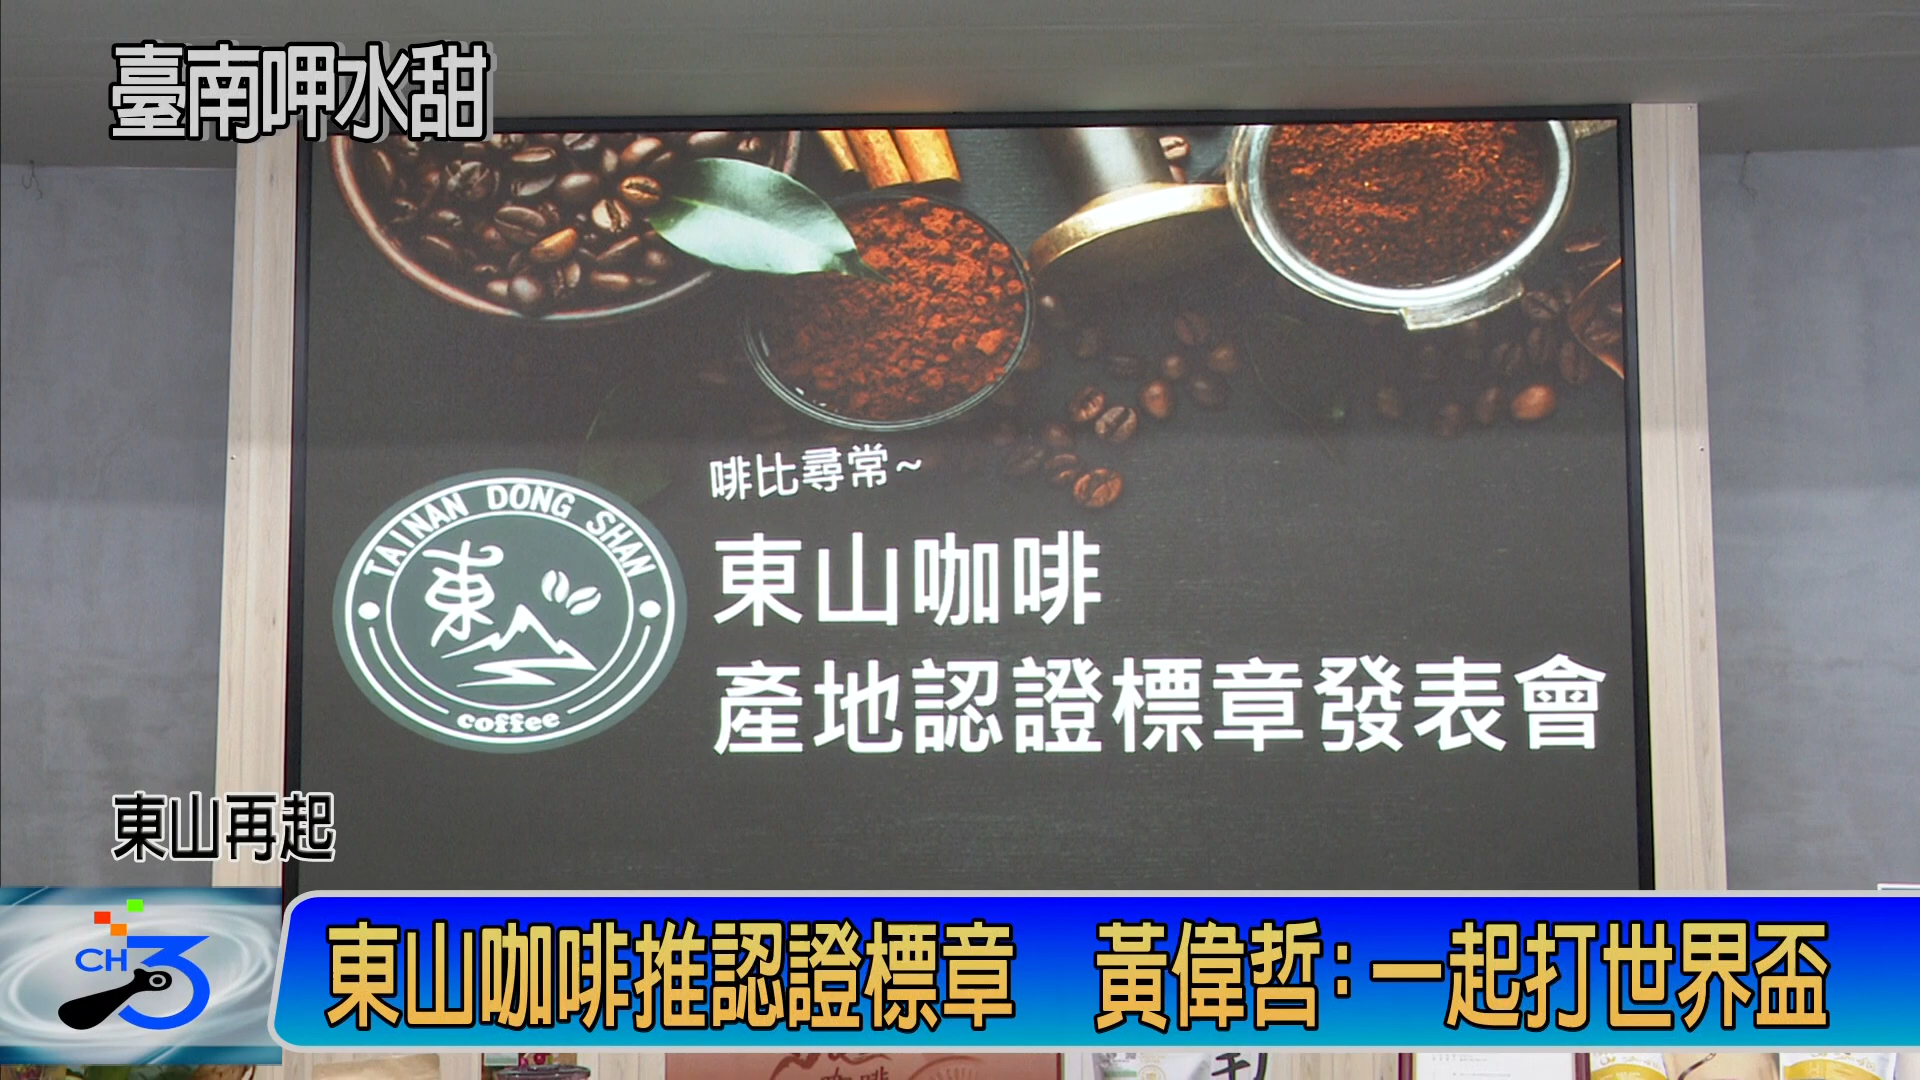 臺南呷水甜
啡比尋常~
TAINAN DONG SHAN
東
coffee
東山咖啡
產地認證標章發表會
東山再起
CH3
東山咖啡推認證標章 黃偉哲:一起打世界盃
咖啡